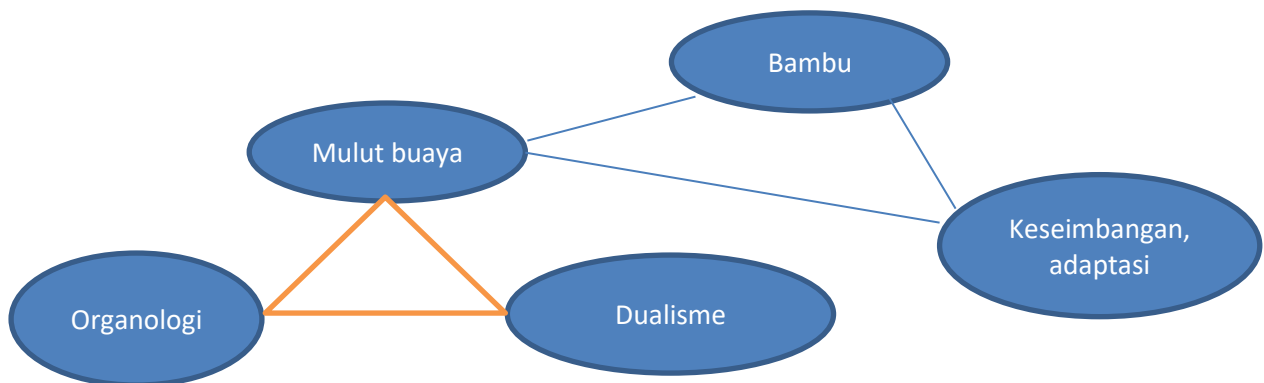 Bambu
Mulut buaya
Keseimbangan,
adaptasi
Organologi
Dualisme